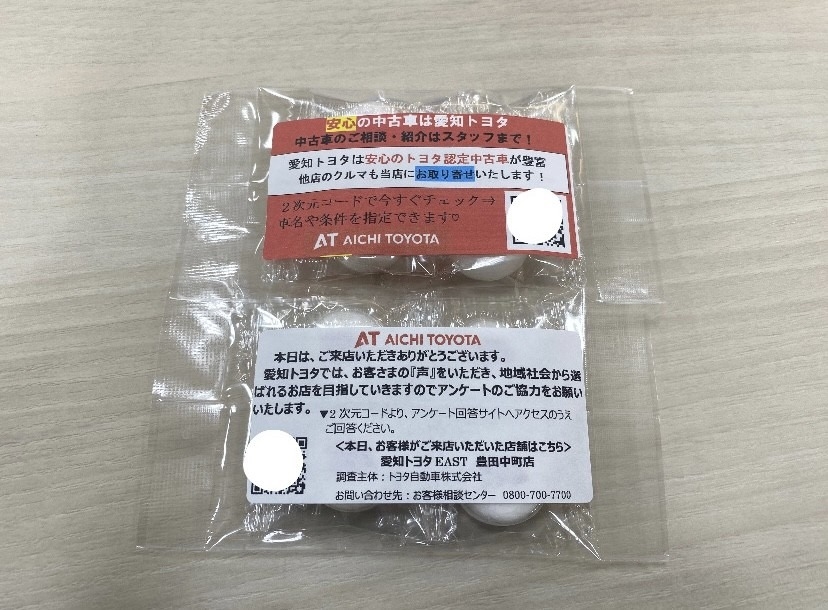 安心の中古車は愛知トヨタ
中古車のご相談・紹介はスタッフまで！
愛知トヨタは安心のトヨタ認定中古車が豊富
他店のクルマも当店にお取り寄せいたします！
2次元コードで今すぐチェック⇒
車名や条件を指定できます♡
AT AICHI TOYOTA
AT AICHI TOYOTA
本日は、ご来店いただきありがとうございます。
愛知トヨタでは、お客さまの『声』をいただき、地域社会から選
ばれるお店を目指していきますのでアンケートのご協力をお願い
いたします。
▼2次元コードより、アンケート回答サイトへアクセスのうえ
ご回答ください。
＜本日、お客様がご来店いただいた店舗はこちら＞
愛知トヨタ EAST 豊田中町店
調査主体：トヨタ自動車株式会社
お問い合わせ先：お客様相談センター 0800-700-7700